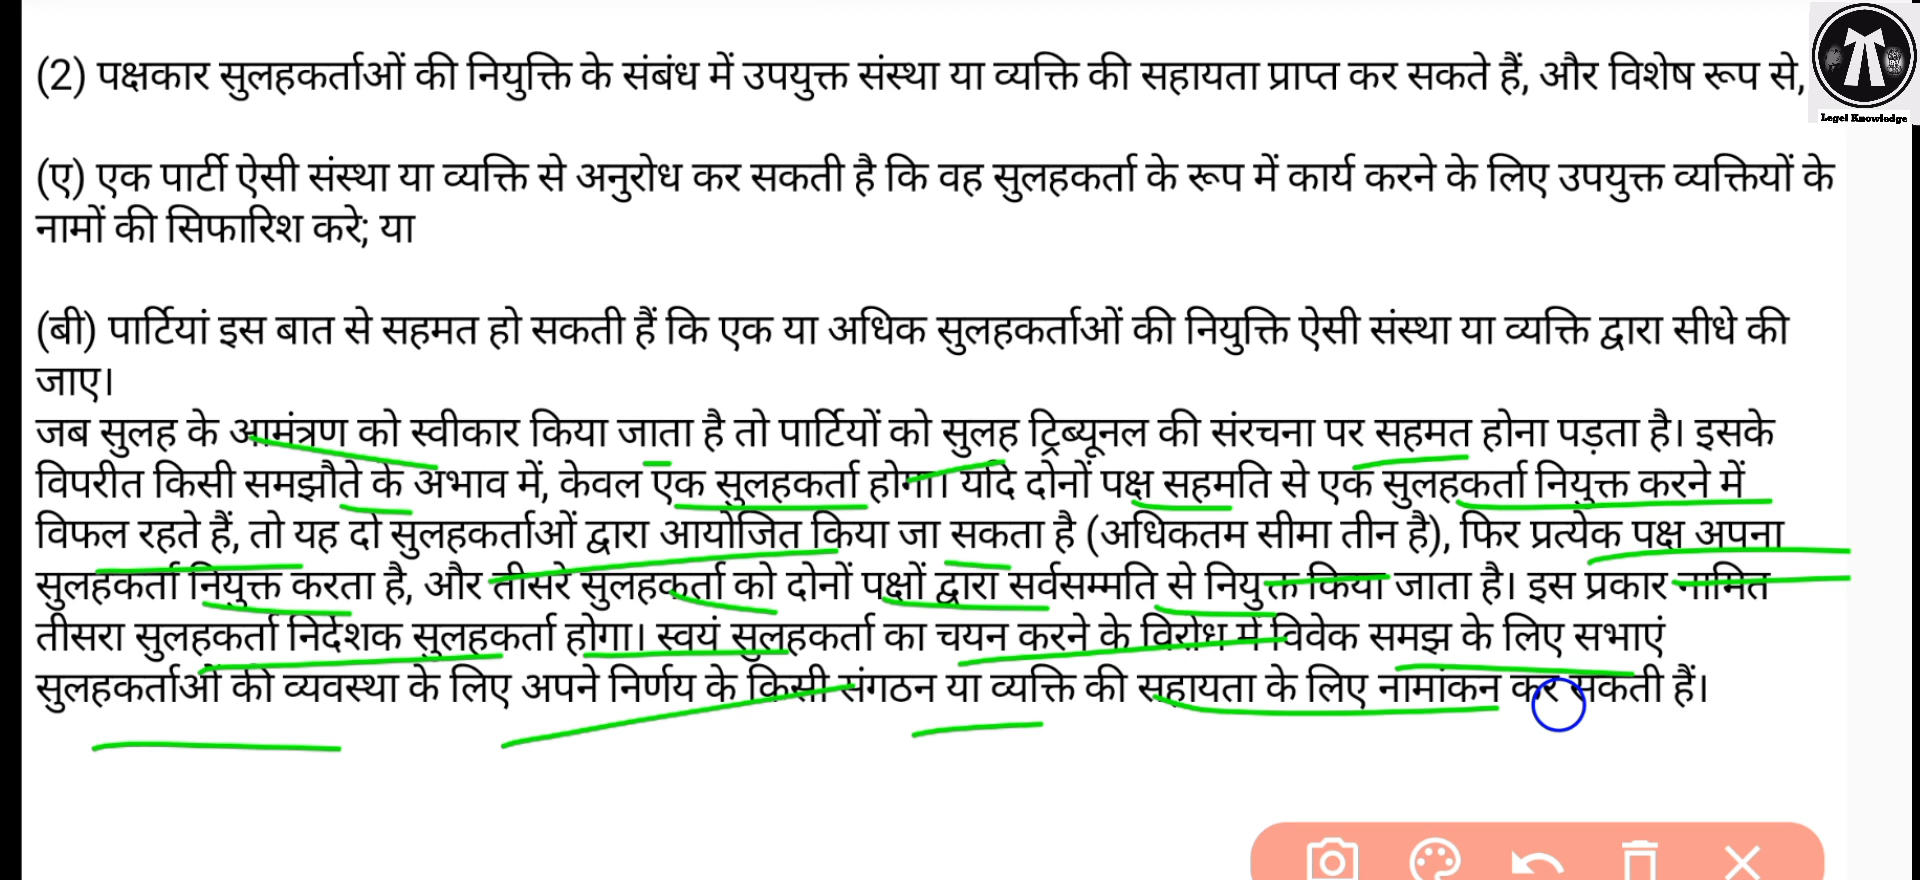 (2) पक्षकार सुलहकर्ताओं की नियुक्ति के संबंध में उपयुक्त संस्था या व्यक्ति की सहायता प्राप्त कर सकते हैं, और विशेष रूप से,
Legel Knowledge
(ए) एक पार्टी ऐसी संस्था या व्यक्ति से अनुरोध कर सकती है कि वह सुलहकर्ता के रूप में कार्य करने के लिए उपयुक्त व्यक्तियों के
नामों की सिफारिश करे; या
(बी) पार्टियां इस बात से सहमत हो सकती हैं कि एक या अधिक सुलहकर्ताओं की नियुक्ति ऐसी संस्था या व्यक्ति द्वारा सीधे की
जाए।
जब सुलह के आमंत्रण को स्वीकार किया जाता है तो पार्टियों को सुलह ट्रिब्यूनल की संरचना पर सहमत होना पड़ता है। इसके
विपरीत किसी समझौते के अभाव में, केवल एक सुलहकर्ता होगा। यदि दोनों पक्ष सहमति से एक सुलहकर्ता नियुक्त करने में
विफल रहते हैं, तो यह दो सुलहकर्ताओं द्वारा आयोजित किया जा सकता है (अधिकतम सीमा तीन है), फिर प्रत्येक पक्ष अपना
सुलहकर्ता नियुक्त करता है, और तीसरे सुलहकर्ता को दोनों पक्षों द्वारा सर्वसम्मति से नियुक्त किया जाता है। इस प्रकार नामित
तीसरा सुलहकर्ता निर्देशक सुलहकर्ता होगा। स्वयं सुलहकर्ता का चयन करने के विरोध में विवेक समझ के लिए सभाएं
सुलहकर्ताओं की व्यवस्था के लिए अपने निर्णय के किसी संगठन या व्यक्ति की सहायता के लिए नामांकन कर सकती हैं।